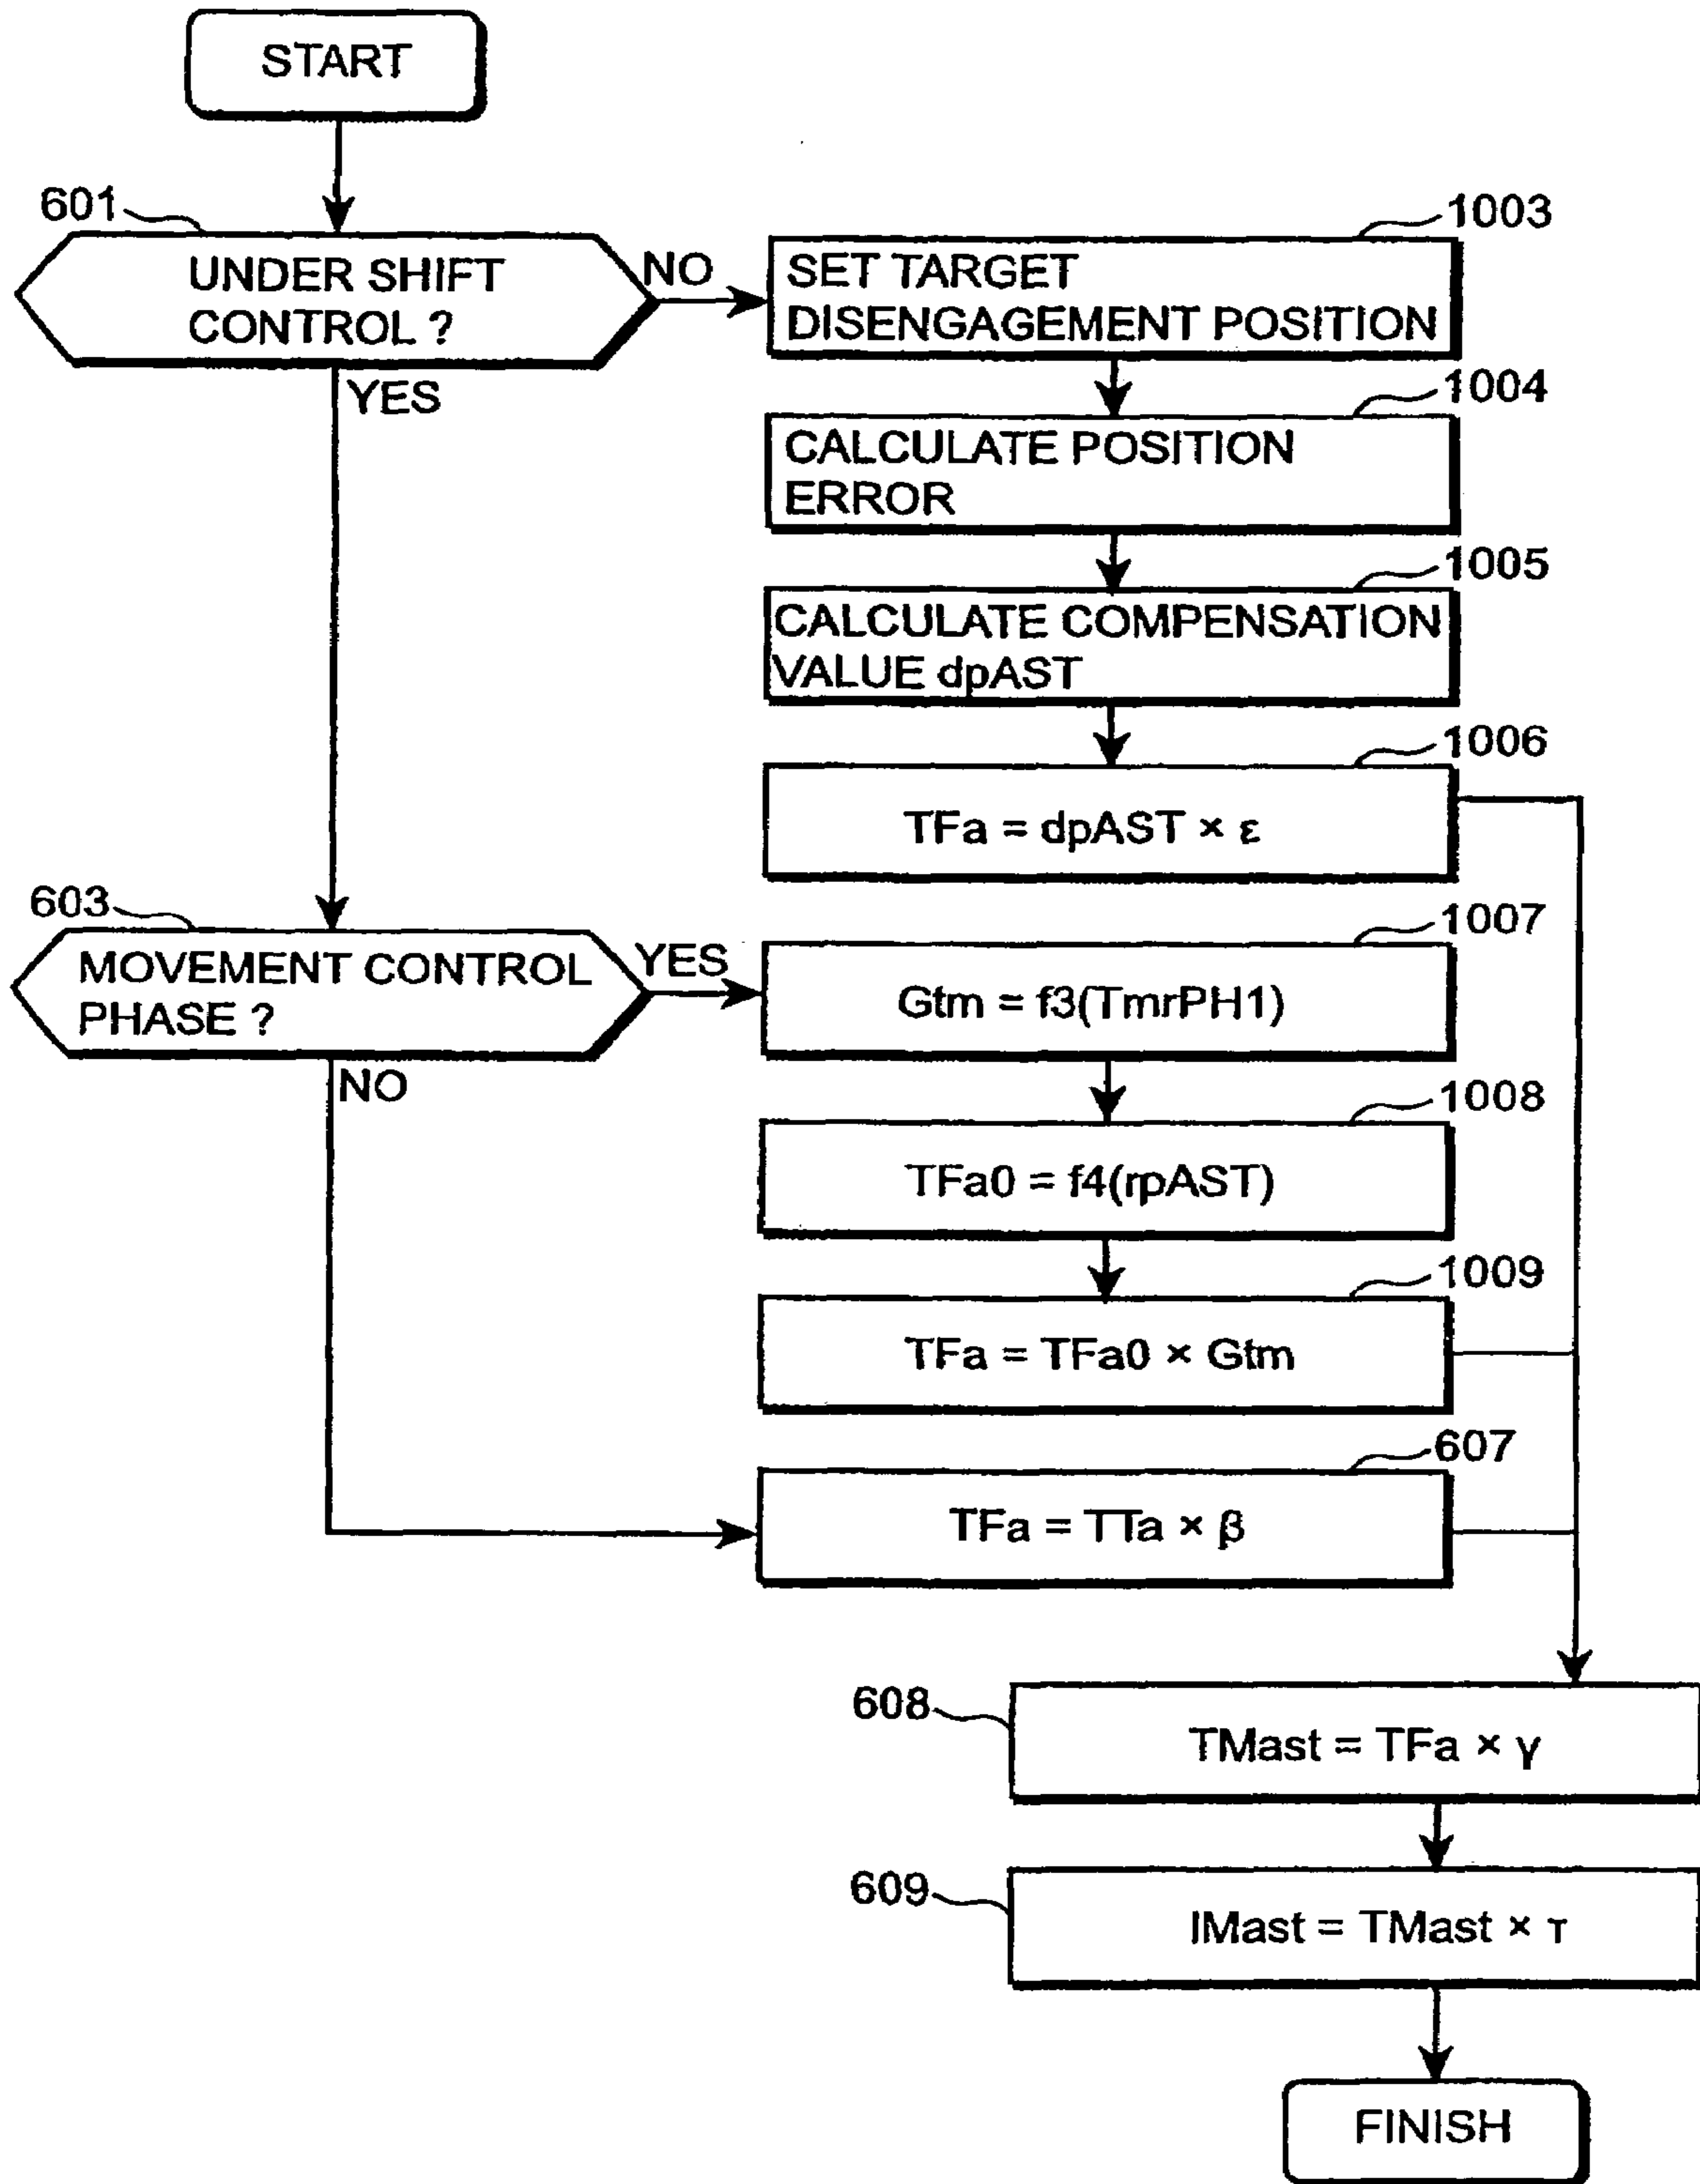 START
601
UNDER SHIFT
CONTROL ?
NO
YES
1003
SET TARGET
DISENGAGEMENT POSITION
1004
CALCULATE POSITION
ERROR
1005
CALCULATE COMPENSATION
VALUE dpAST
1006
TFa = dpAST × ε
603
MOVEMENT CONTROL
PHASE ?
YES
NO
1007
Gtm = f3(TmrPH1)
1008
TFa0 = f4(rpAST)
1009
TFa = TFa0 × Gtm
607
TFa = TTa × β
608
TMast = TFa × γ
609
IMast = TMast × τ
FINISH